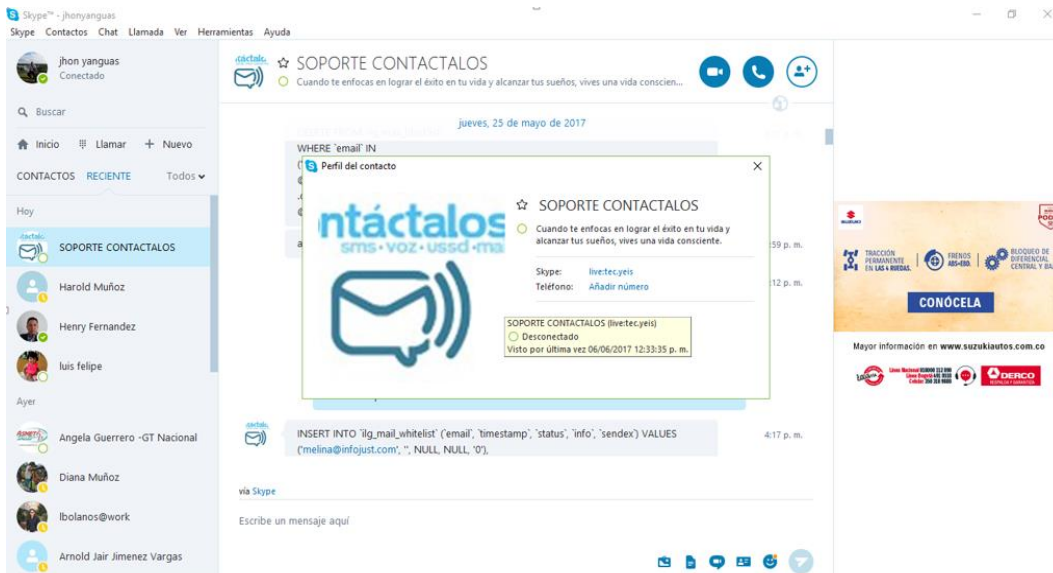 Skype™ - jhonyanguas
Skype Contactos Chat Llamada Ver Herramientas Ayuda
jhon yanguas
Conectado
Buscar
Inicio Llamar Nuevo
CONTACTOS RECIENTE Todos
Hoy
SOPORTE CONTACTALOS
Harold Muñoz
Henry Fernandez
luis felipe
Ayer
Angela Guerrero -GT Nacional
Diana Muñoz
lbolanos@work
Arnold Jair Jimenez Vargas
SOPORTE CONTACTALOS
Cuando te enfocas en lograr el éxito en tu vida y alcanzar tus sueños, vives una vida conscien...
jueves, 25 de mayo de 2017
WHERE `email` IN
Perfil del contacto
ntáctalos
sms·voz·ussd·mai
SOPORTE CONTACTALOS
Cuando te enfocas en lograr el éxito en tu vida y
alcanzar tus sueños, vives una vida consciente.
Skype: live:tec.yeis
Teléfono: Añadir número
SOPORTE CONTACTALOS (live:tec.yeis)
Desconectado
Visto por última vez 06/06/2017 12:33:35 p. m.
:59 p. m.
:12 p. m.
INSERT INTO `ilg_mail_whitelist` (`email`, `timestamp`, `status`, `info`, `sendex`) VALUES
('melina@infojust.com', '', NULL, NULL, '0'),
4:17 p. m.
vía Skype
Escribe un mensaje aquí
SUZUKI
TRACCIÓN
PERMANENTE
EN LAS 4 RUEDAS.
FRENOS
ABS+EBD.
BLOQUEO DE
DIFERENCIAL
CENTRAL Y BA
CONÓCELA
Mayor información en www.suzukiautos.com.co
DERCO